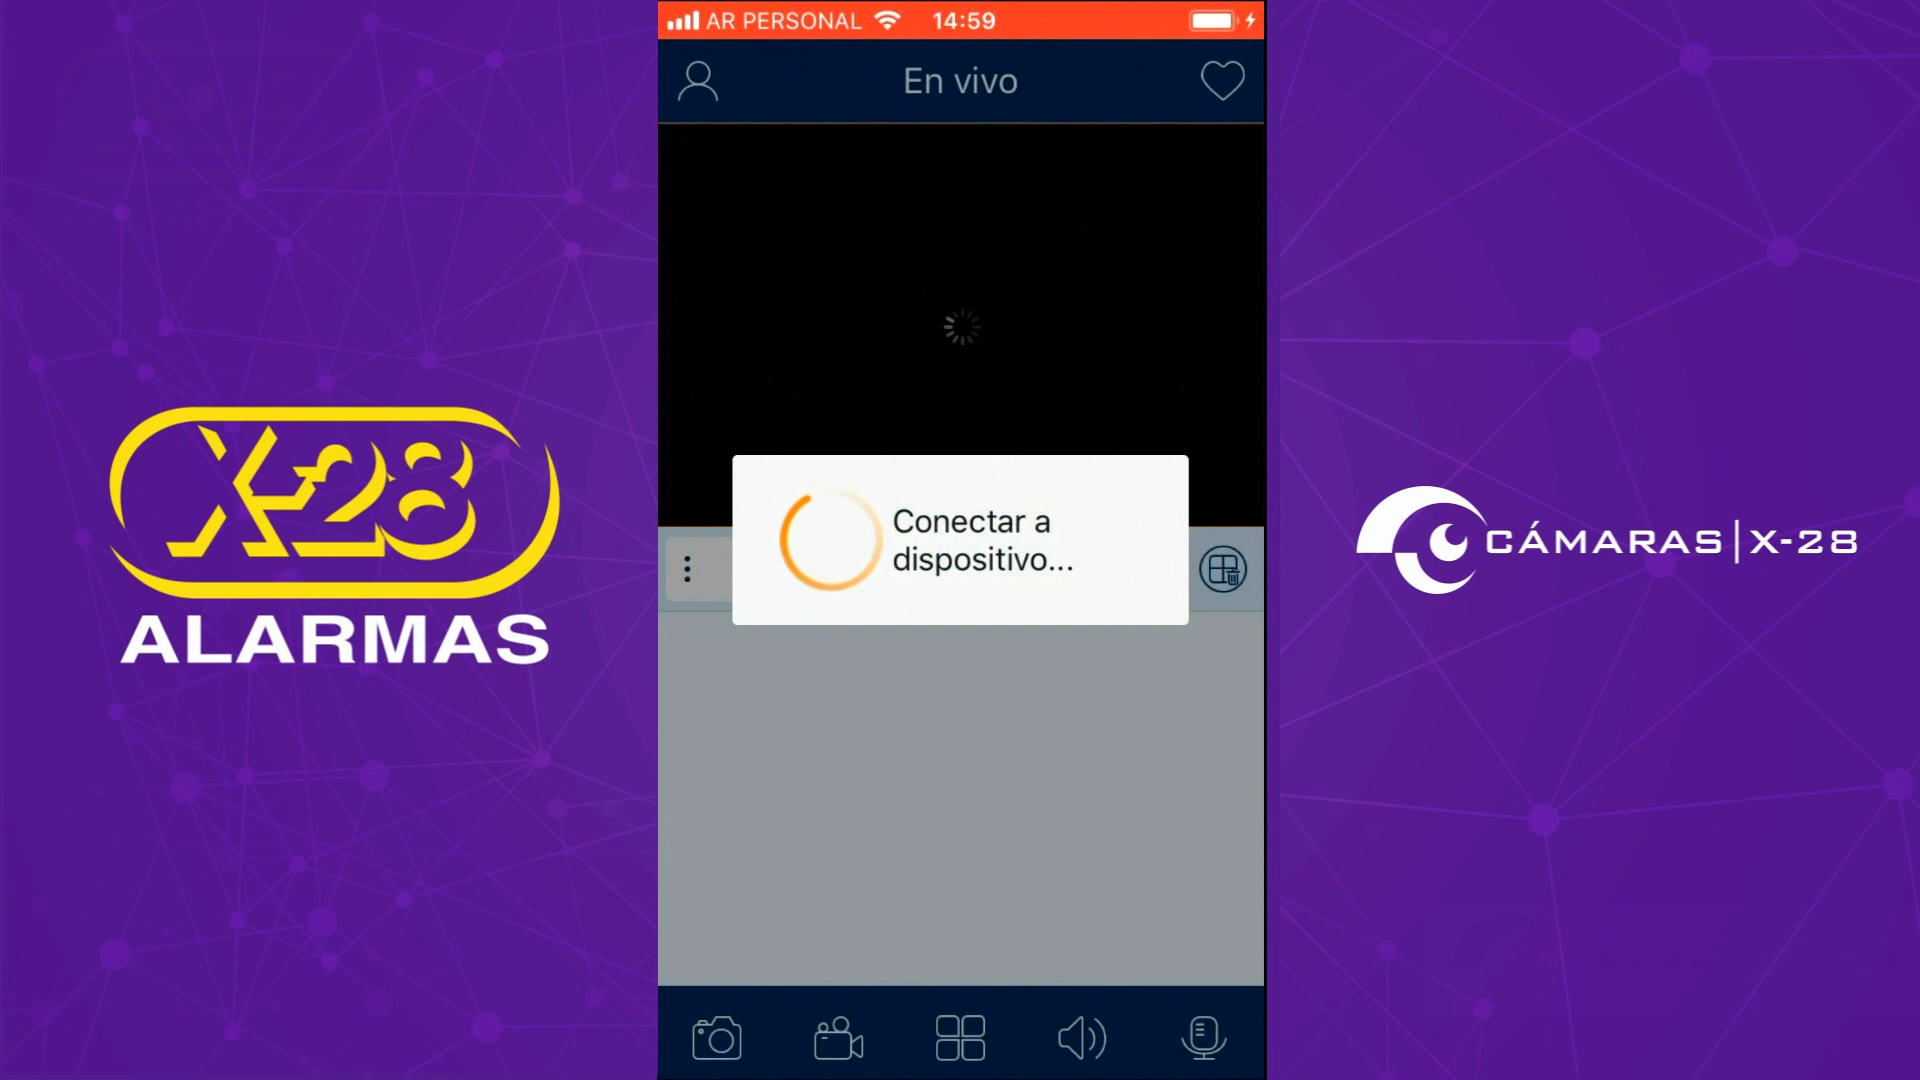 AR PERSONAL 14:59
En vivo
Conectar a
dispositivo...
X-28
ALARMAS
CÁMARAS|X-28